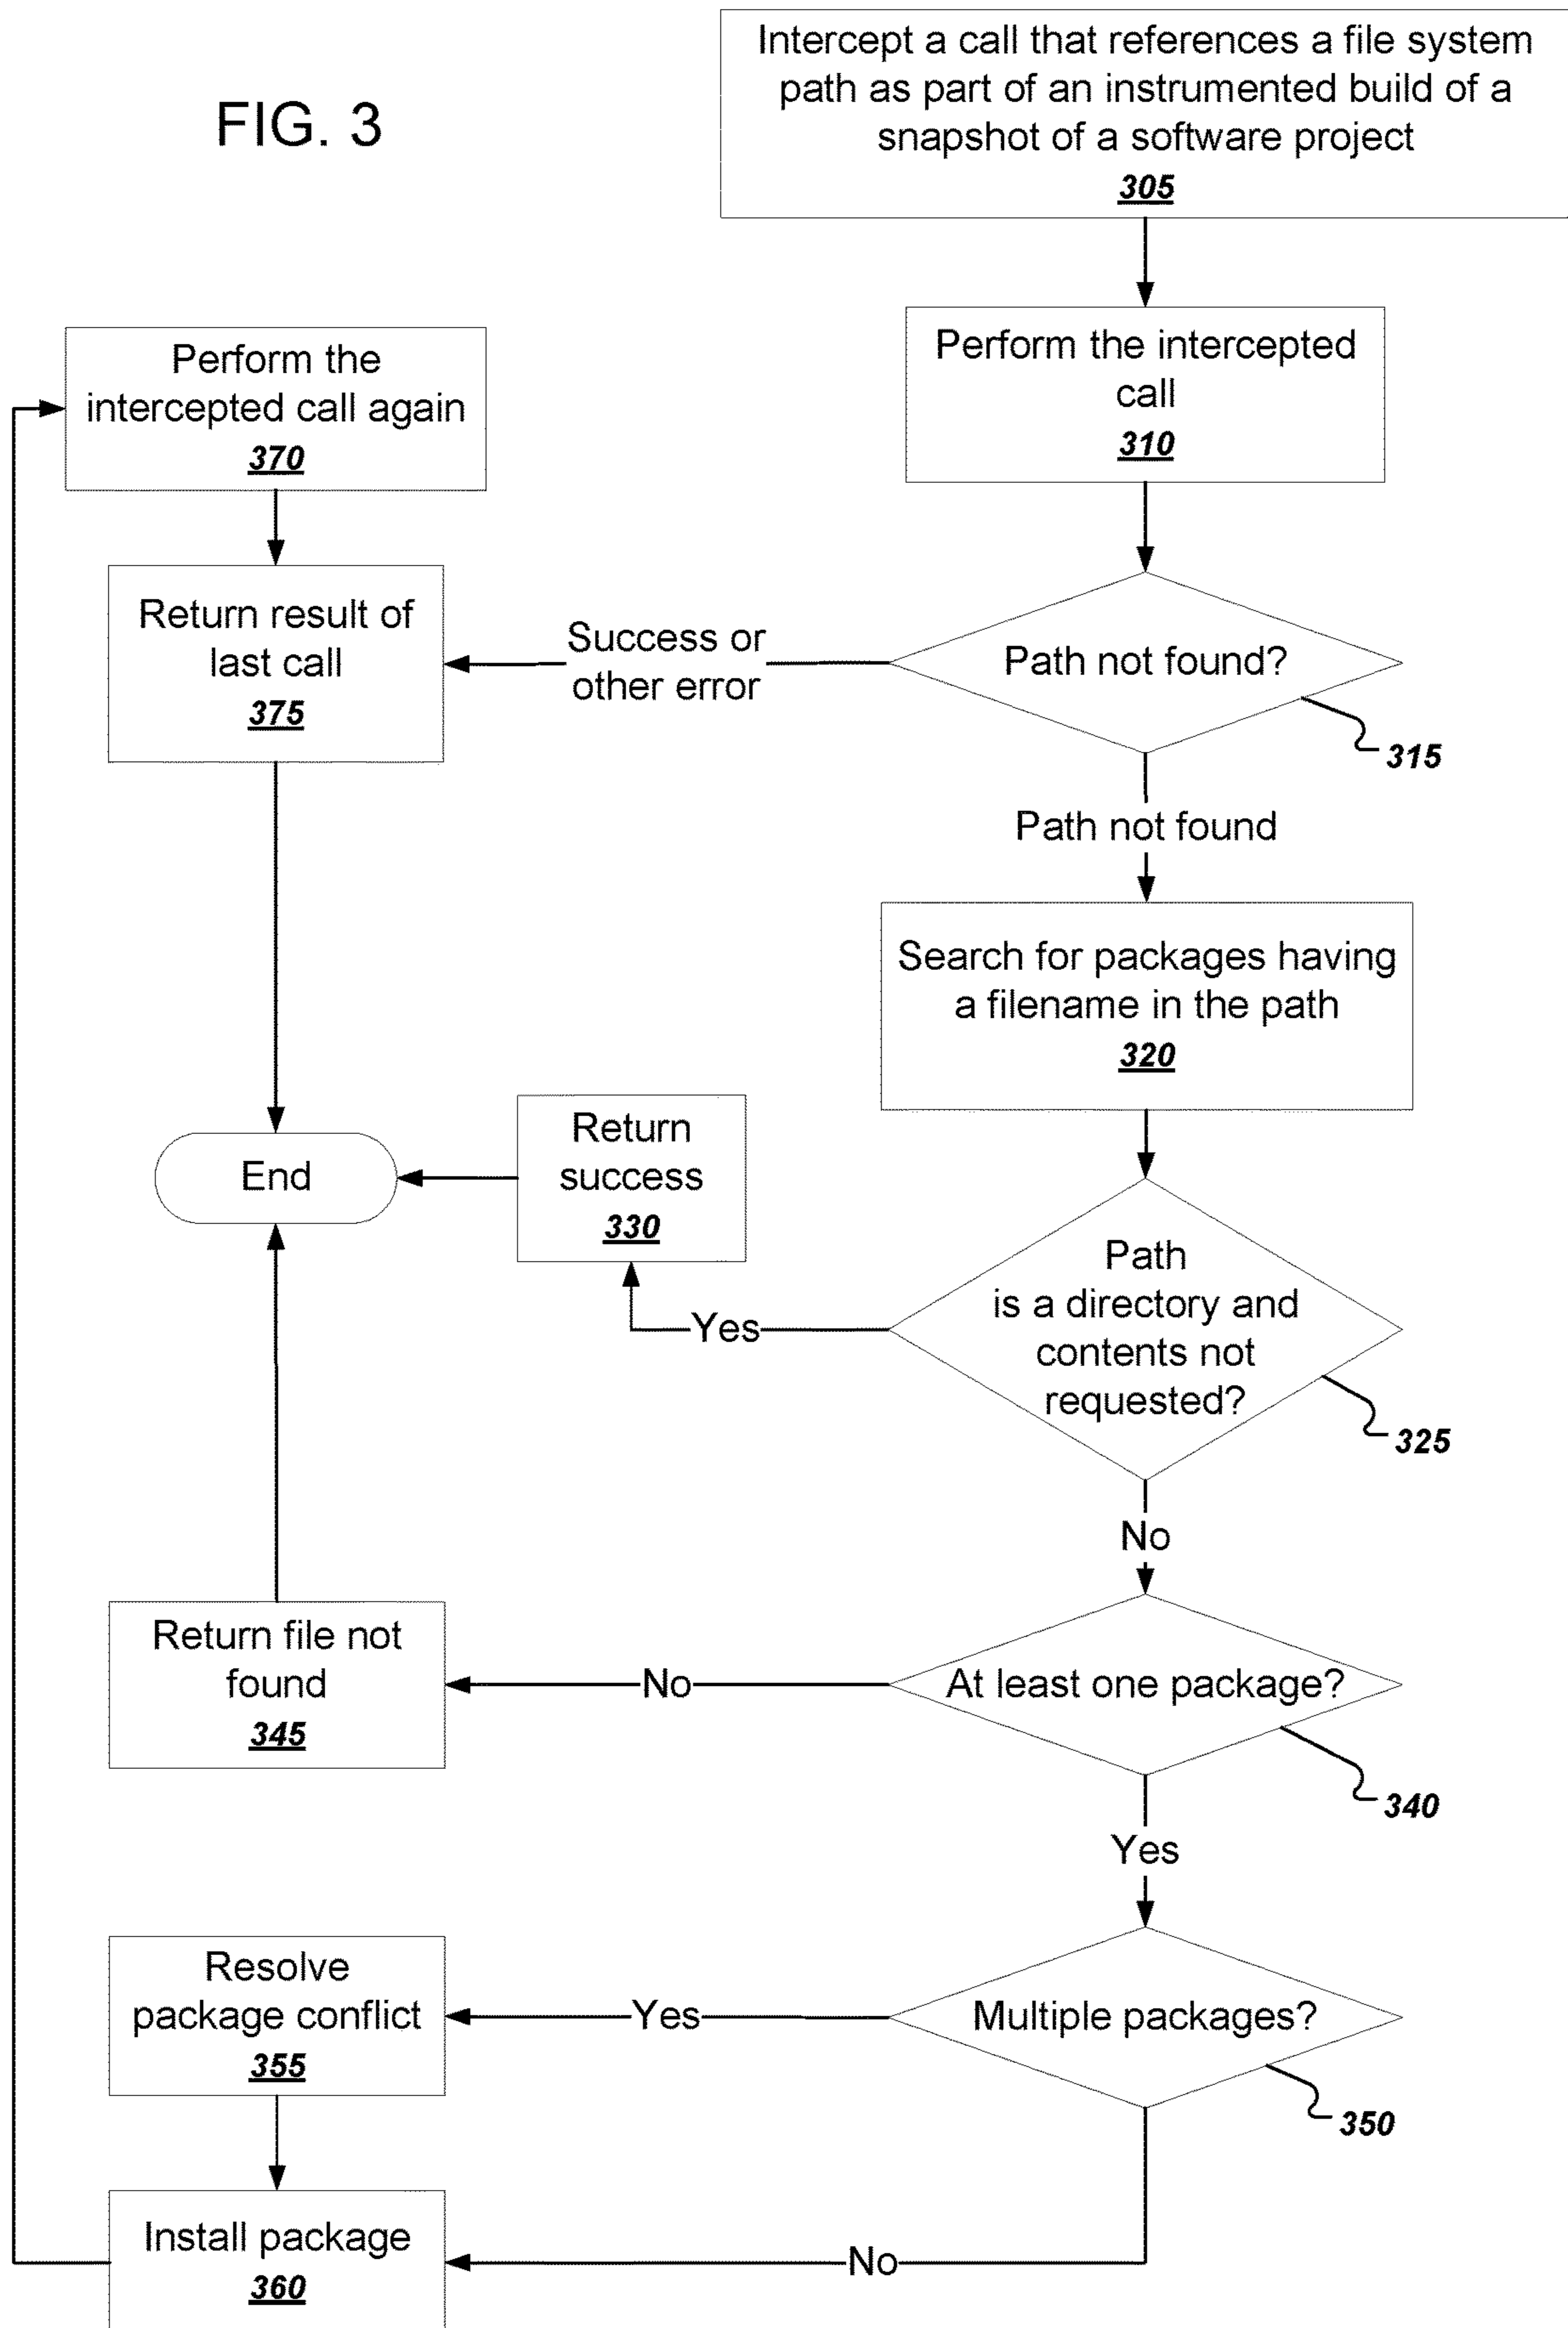 FIG. 3
Intercept a call that references a file system
path as part of an instrumented build of a
snapshot of a software project
305
Perform the intercepted
call
310
Perform the
intercepted call again
370
Return result of
last call
375
Success or
other error
Path not found?
315
Path not found
Search for packages having
a filename in the path
320
End
Return
success
330
Path
is a directory and
contents not
requested?
325
Yes
No
Return file not
found
345
No
At least one package?
340
Yes
Resolve
package conflict
355
Yes
Multiple packages?
350
Install package
360
No